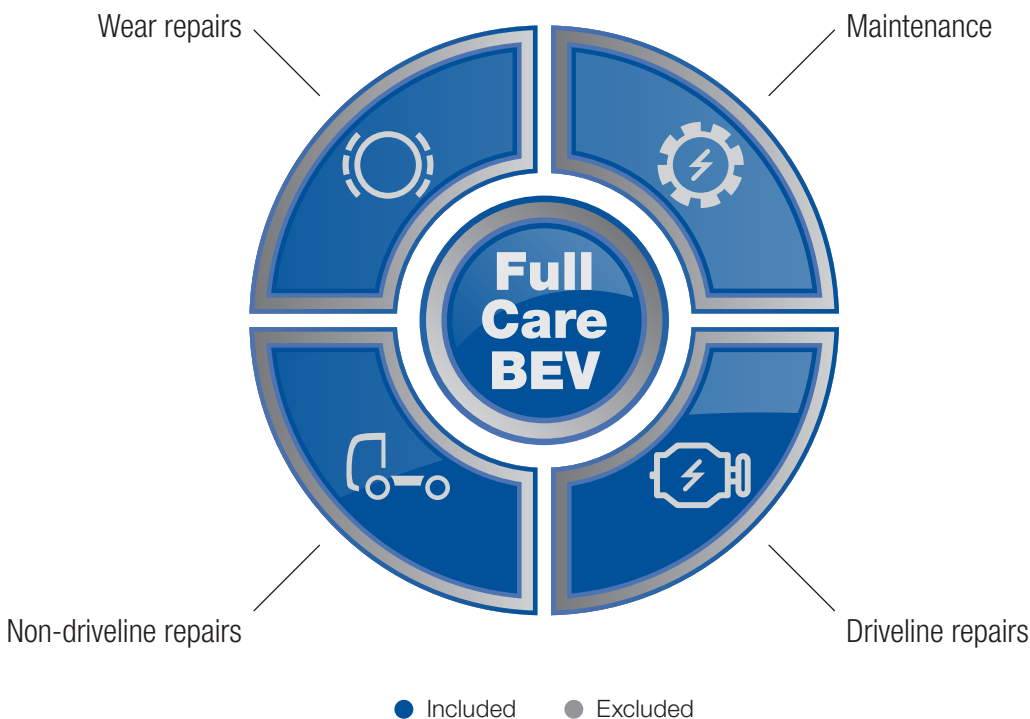 Wear repairs
Maintenance
Full
Care
BEV
Non-driveline repairs
Driveline repairs
Included
Excluded